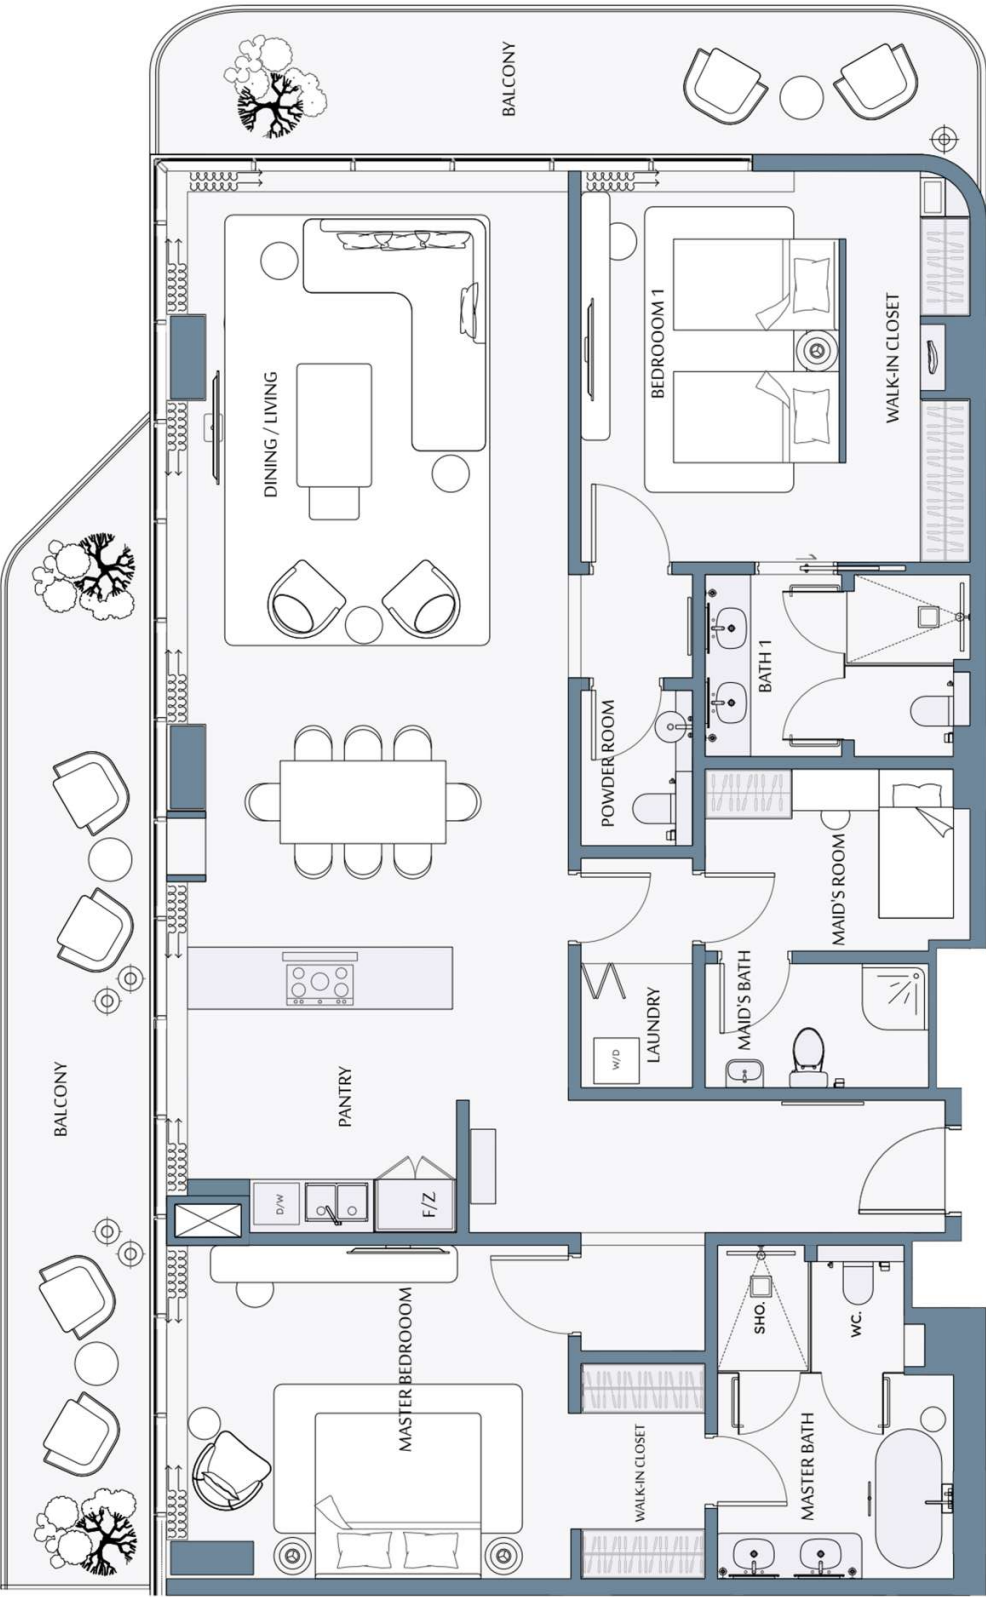 BALCONY
DINING / LIVING
BEDROOOM 1
WALK-IN CLOSET
BATH 1
POWDER ROOM
MAID'S ROOM
MAID'S BATH
LAUNDRY
W/D
BALCONY
PANTRY
D/W
F/Z
MASTER BEDROOOM
SHO.
WC.
WALK-IN CLOSET
MASTER BATH